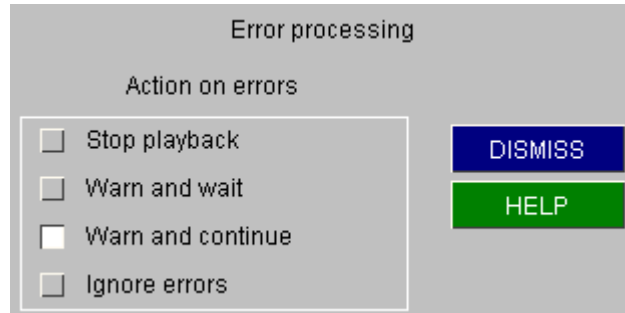 Error processing
Action on errors
Stop playback
DISMISS
Warn and wait
HELP
Warn and continue
Ignore errors